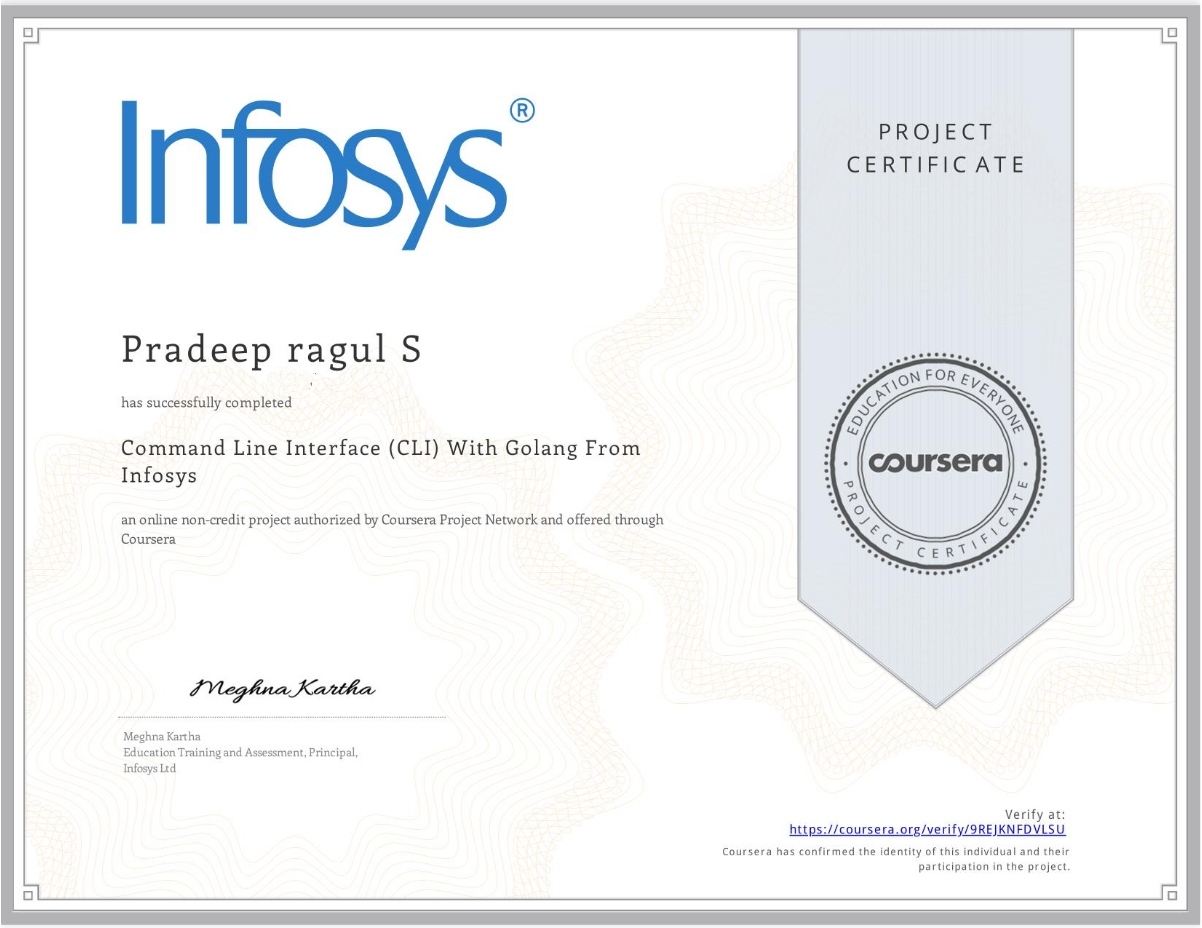 Infosys®
PROJECT
CERTIFICATE
Pradeep ragul S
has successfully completed
Command Line Interface (CLI) With Golang From
Infosys
an online non-credit project authorized by Coursera Project Network and offered through
Coursera
EDUCATION FOR EVERYONE
coursera
PROJECT CERTIFICATE
Meghna Kartha
Meghna Kartha
Education Training and Assessment, Principal,
Infosys Ltd
Verify at:
https://coursera.org/verify/9REJKNFDVLSU
Coursera has confirmed the identity of this individual and their
participation in the project.